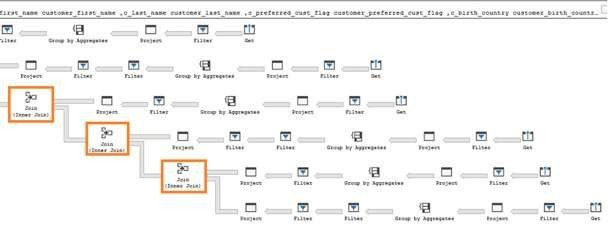 first_name customer_first_name ,c_last_name customer_last_name ,c_preferred_cust_flag customer_preferred_cust_flag ,c_birth_country customer_birth_countr...
Filter Group by Aggregates Project Filter Get
Project Filter Filter Group by Aggregates Project Filter Get
Join (Inner Join) Project Filter Group by Aggregates Project Filter Get
Join (Inner Join) Project Filter Filter Group by Aggregates Project Filter Get
Join (Inner Join) Project Filter Group by Aggregates Project Filter Get
Project Filter Filter Group by Aggregates Project Filter Get